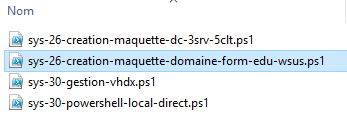 Nom
sys-26-creation-maquette-dc-3srv-5clt.ps1
sys-26-creation-maquette-domaine-form-edu-wsus.ps1
sys-30-gestion-vhdx.ps1
sys-30-powershell-local-direct.ps1